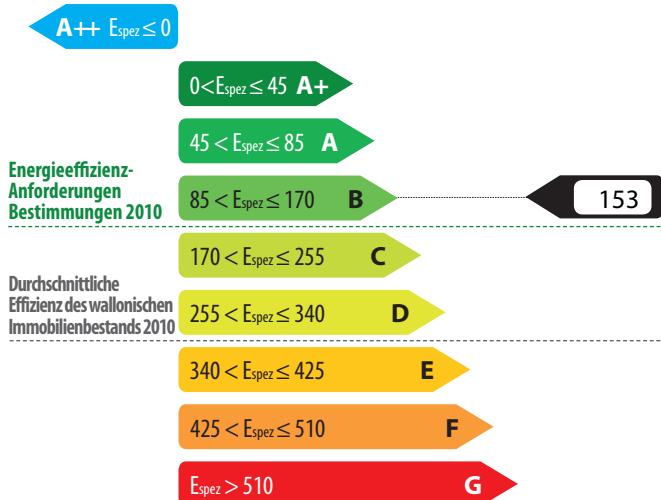 A++ Espez ≤ 0
0<Espez ≤ 45 A+
45 < Espez ≤ 85 A
Energieeffizienz-
Anforderungen
Bestimmungen 2010
85 < Espez ≤ 170 B
153
170 < Espez ≤ 255 C
Durchschnittliche
Effizienz des wallonischen
Immobilienbestands 2010
255 < Espez ≤ 340 D
340 < Espez ≤ 425 E
425 < Espez ≤ 510 F
Espez > 510 G